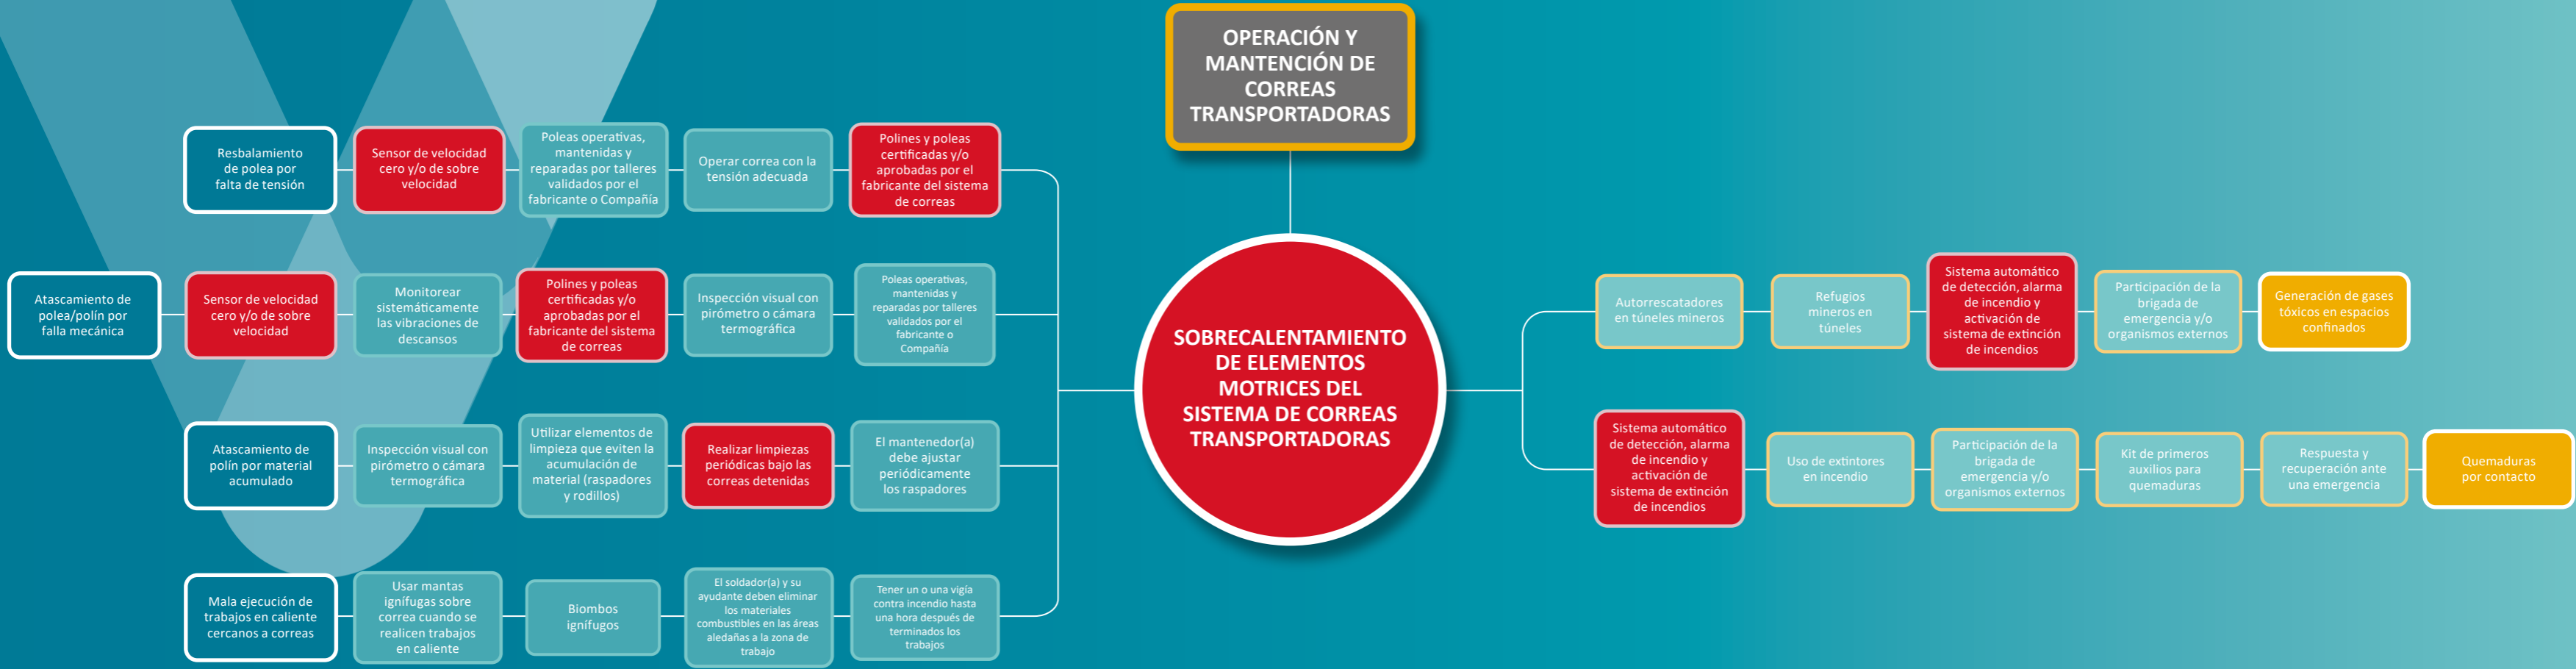 OPERACIÓN Y
MANTENCIÓN DE
CORREAS
TRANSPORTADORAS
Resbalamiento
de polea por
falta de tensión
Sensor de velocidad
cero y/o de sobre
velocidad
Poleas operativas,
mantenidas y
reparadas por talleres
validados por el
fabricante o Compañía
Operar correa con la
tensión adecuada
Polines y poleas
certificadas y/o
aprobadas por el
fabricante del sistema
de correas
Atascamiento de
polea/polín por
falla mecánica
Sensor de velocidad
cero y/o de sobre
velocidad
Monitorear
sistemáticamente
las vibraciones de
descansos
Polines y poleas
certificadas y/o
aprobadas por el
fabricante del sistema
de correas
Inspección visual con
pirómetro o cámara
termográfica
Poleas operativas,
mantenidas y
reparadas por talleres
validados por el
fabricante o
Compañía
Atascamiento de
polín por material
acumulado
Inspección visual con
pirómetro o cámara
termográfica
Utilizar elementos de
limpieza que eviten la
acumulación de
material (raspadores
y rodillos)
Realizar limpiezas
periódicas bajo las
correas detenidas
El mantenedor(a)
debe ajustar
periódicamente
los raspadores
Mala ejecución de
trabajos en caliente
cercanos a correas
Usar mantas
ignífugas sobre
correa cuando se
realicen trabajos
en caliente
Biombos
ignífugos
El soldador(a) y su
ayudante deben eliminar
los materiales
combustibles en las áreas
aledañas a la zona de
trabajo
Tener un o una vigía
contra incendio hasta
una hora después de
terminados los
trabajos
SOBRECALENTAMIENTO
DE ELEMENTOS
MOTRICES DEL
SISTEMA DE CORREAS
TRANSPORTADORAS
Autorrescatadores
en túneles mineros
Refugios
mineros en
túneles
Sistema automático
de detección, alarma
de incendio y
activación de
sistema de extinción
de incendios
Participación de la
brigada de
emergencia y/o
organismos externos
Generación de gases
tóxicos en espacios
confinados
Sistema automático
de detección, alarma
de incendio y
activación de
sistema de extinción
de incendios
Uso de extintores
en incendio
Participación de la
brigada de
emergencia y/o
organismos externos
Kit de primeros
auxilios para
quemaduras
Respuesta y
recuperación ante
una emergencia
Quemaduras
por contacto